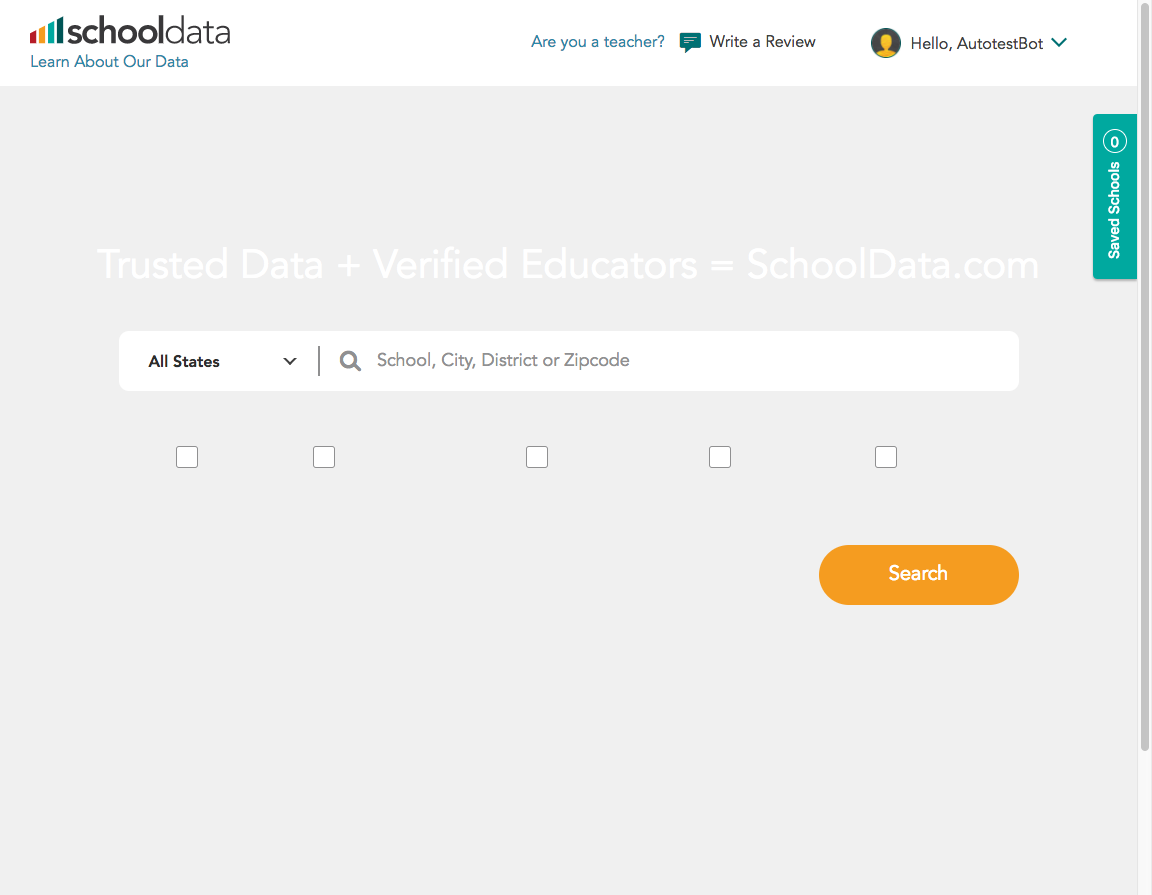 schooldata
Learn About Our Data
Are you a teacher?
Write a Review
Hello, AutotestBot
0
Saved Schools
Trusted Data + Verified Educators = SchoolData.com
All States
School, City, District or Zipcode
Search